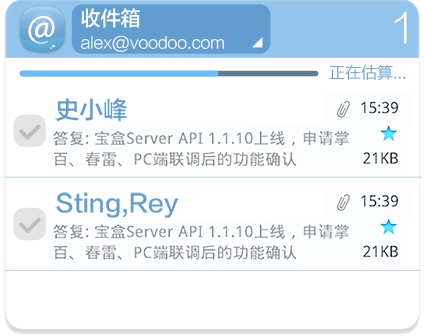 @ 收件箱 1
alex@voodoo.com
正在估算...
史小峰 15:39
答复: 宝盒Server API 1.1.10上线，申请掌
百、春雷、PC端联调后的功能确认 21KB
Sting,Rey 15:39
答复: 宝盒Server API 1.1.10上线，申请掌
百、春雷、PC端联调后的功能确认 21KB